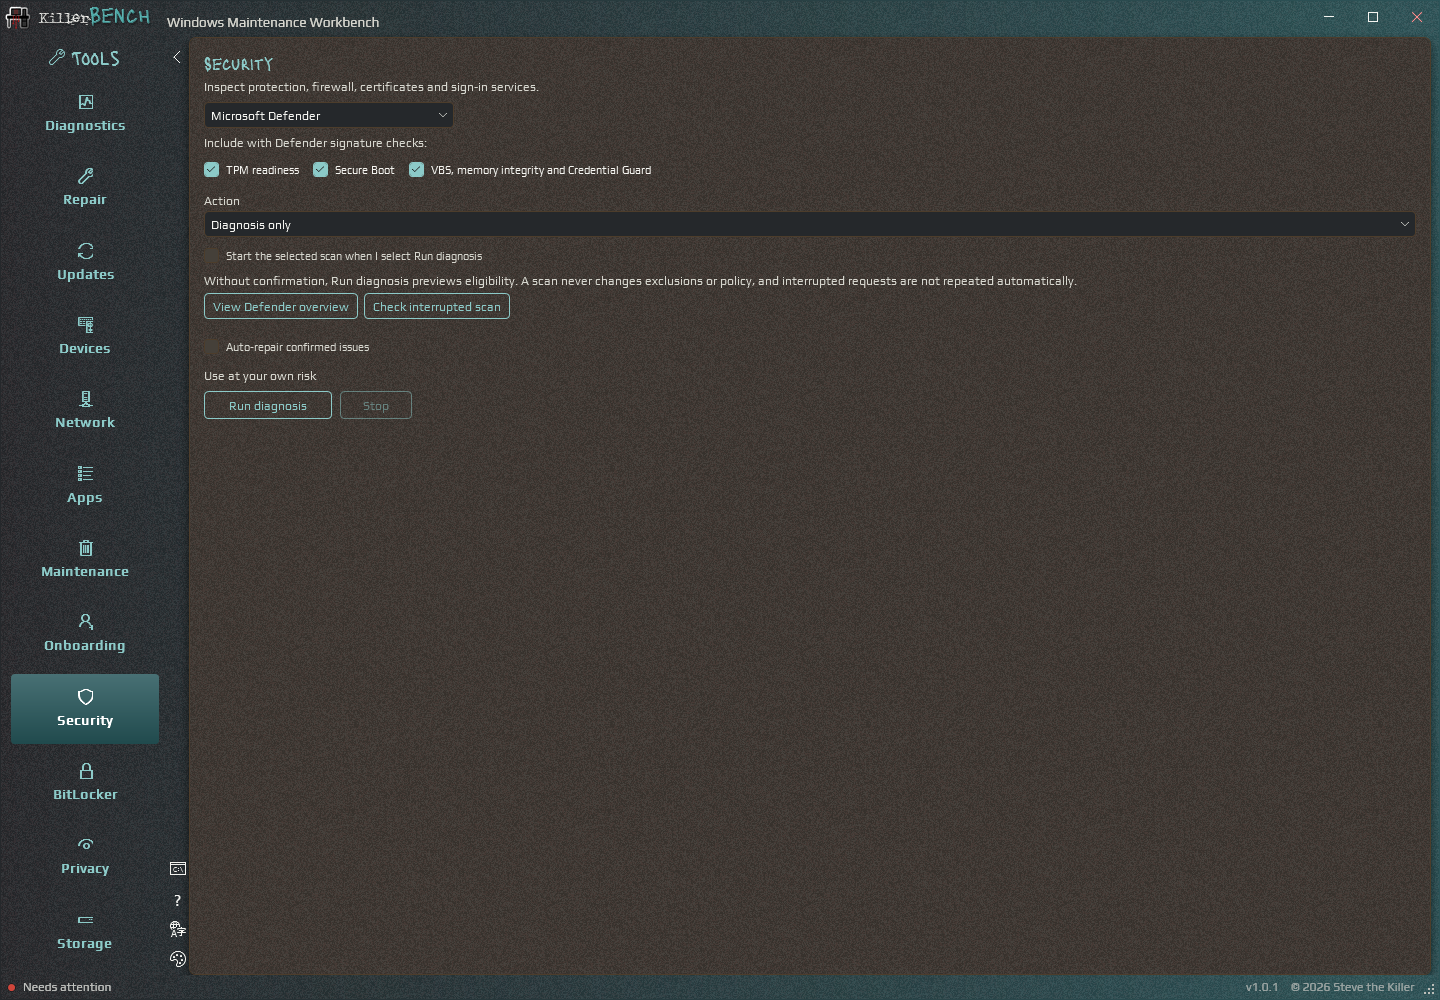 KillerBENCH
Windows Maintenance Workbench
TOOLS
Diagnostics
Repair
Updates
Devices
Network
Apps
Maintenance
Onboarding
Security
BitLocker
Privacy
Storage
C:\
?
A字
SECURITY
Inspect protection, firewall, certificates and sign-in services.
Microsoft Defender
Include with Defender signature checks:
TPM readiness
Secure Boot
VBS, memory integrity and Credential Guard
Action
Diagnosis only
Start the selected scan when I select Run diagnosis
Without confirmation, Run diagnosis previews eligibility. A scan never changes exclusions or policy, and interrupted requests are not repeated automatically.
View Defender overview
Check interrupted scan
Auto-repair confirmed issues
Use at your own risk
Run diagnosis
Stop
Needs attention
v1.0.1
© 2026 Steve the Killer